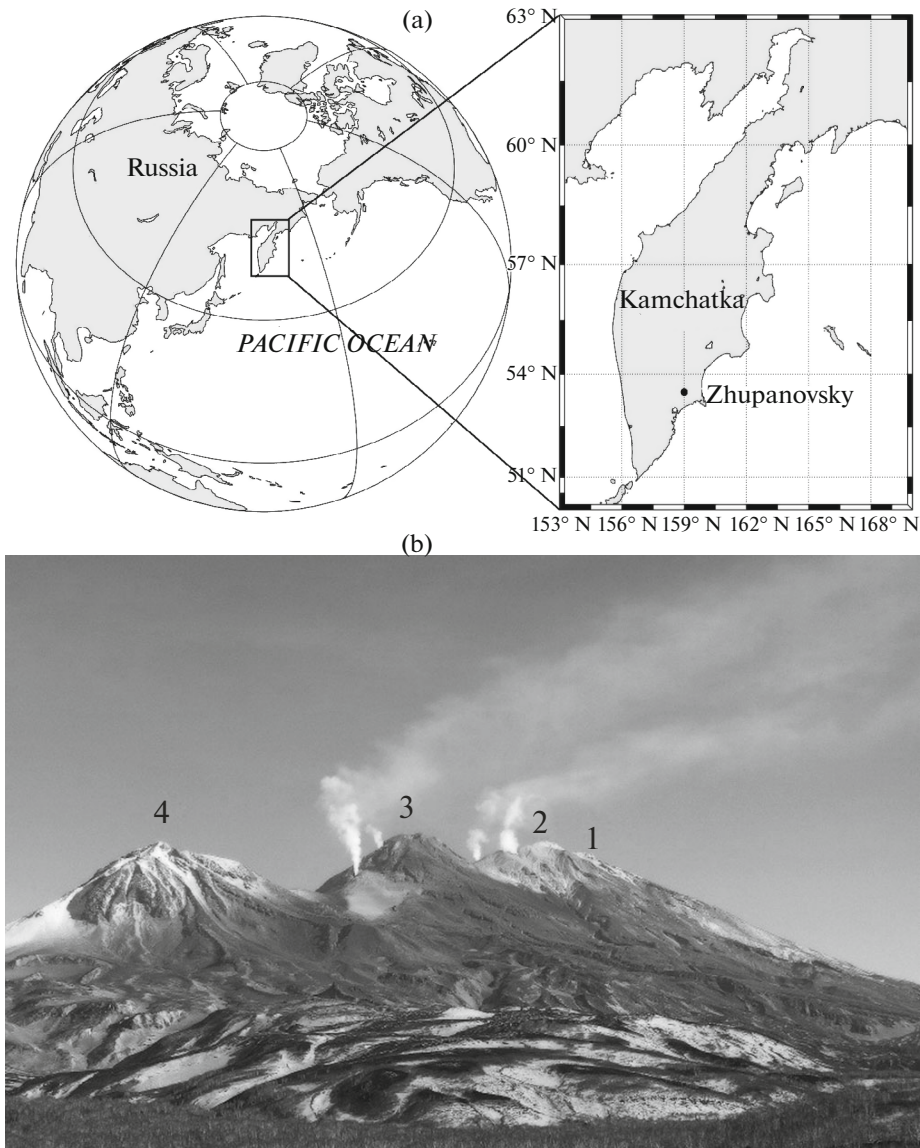 (a)
63° N
60° N
57° N
54° N
51° N
Russia
PACIFIC OCEAN
Kamchatka
Zhupanovsky
153° N 156° N 159° N 162° N 165° N 168° N
(b)
4
3
2
1